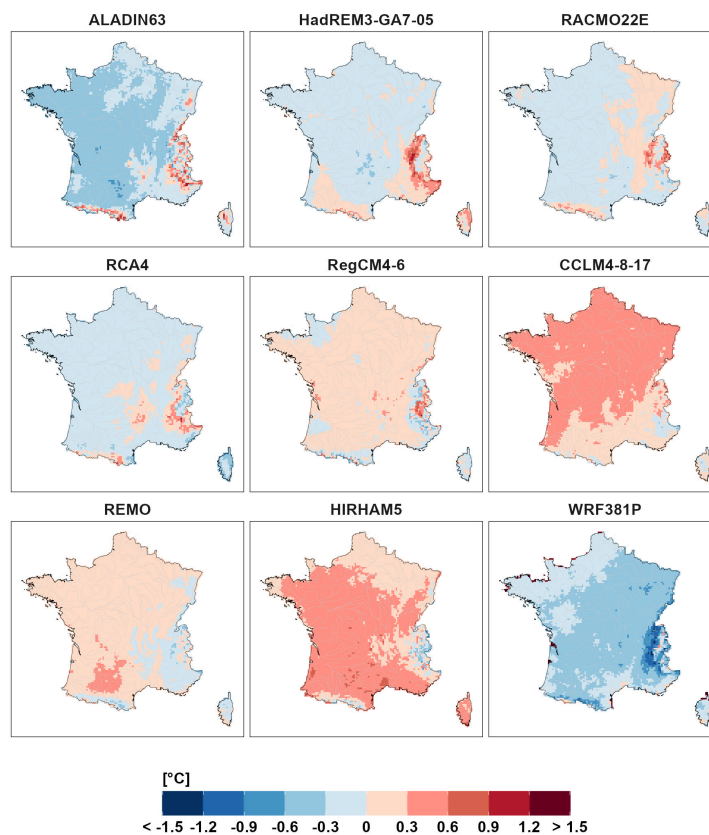 ALADIN63 HadREM3-GA7-05 RACMO22E
RCA4 RegCM4-6 CCLM4-8-17
REMO HIRHAM5 WRF381P
[°C]
< -1.5 -1.2 -0.9 -0.6 -0.3 0 0.3 0.6 0.9 1.2 > 1.5